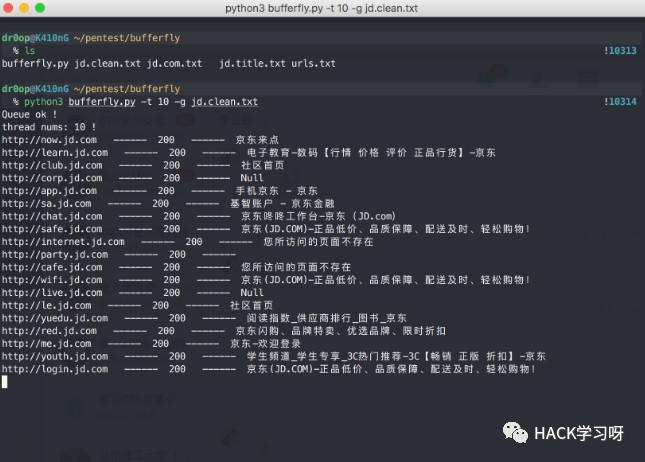 python3 bufferfly.py -t 10 -g jd.clean.txt
dr0op@K410nG ~/pentest/bufferfly
% ls !10313
bufferfly.py jd.clean.txt jd.com.txt jd.title.txt urls.txt
dr0op@K410nG ~/pentest/bufferfly
% python3 bufferfly.py -t 10 -g jd.clean.txt !10314
Queue ok !
thread nums: 10 !
http://now.jd.com ------ 200 ------ 京东来点
http://learn.jd.com ------ 200 ------ 电子教育-数码【行情 价格 评价 正品行货】-京东
http://club.jd.com ------ 200 ------ 社区首页
http://corp.jd.com ------ 200 ------ Null
http://app.jd.com ------ 200 ------ 手机京东 - 京东
http://sa.jd.com ------ 200 ------ 基智账户 - 京东金融
http://chat.jd.com ------ 200 ------ 京东咚咚工作台-京东 (JD.com)
http://safe.jd.com ------ 200 ------ 京东(JD.COM)-正品低价、品质保障、配送及时、轻松购物!
http://internet.jd.com ------ 200 ------ 您所访问的页面不存在
http://party.jd.com ------ 200 ------
http://cafe.jd.com ------ 200 ------ 您所访问的页面不存在
http://wifi.jd.com ------ 200 ------ 京东(JD.COM)-正品低价、品质保障、配送及时、轻松购物!
http://live.jd.com ------ 200 ------ Null
http://le.jd.com ------ 200 ------ 社区首页
http://yuedu.jd.com ------ 200 ------ 阅读指数_供应商排行_图书_京东
http://red.jd.com ------ 200 ------ 京东闪购、品牌特卖、优选品牌、限时折扣
http://me.jd.com ------ 200 ------ 京东-欢迎登录
http://youth.jd.com ------ 200 ------ 学生频道_学生专享_3C热门推荐-3C【畅销 正版 折扣】-京东
http://login.jd.com ------ 200 ------ 京东(JD.COM)-正品低价、品质保障、配送及时、轻松购物!
HACK学习呀